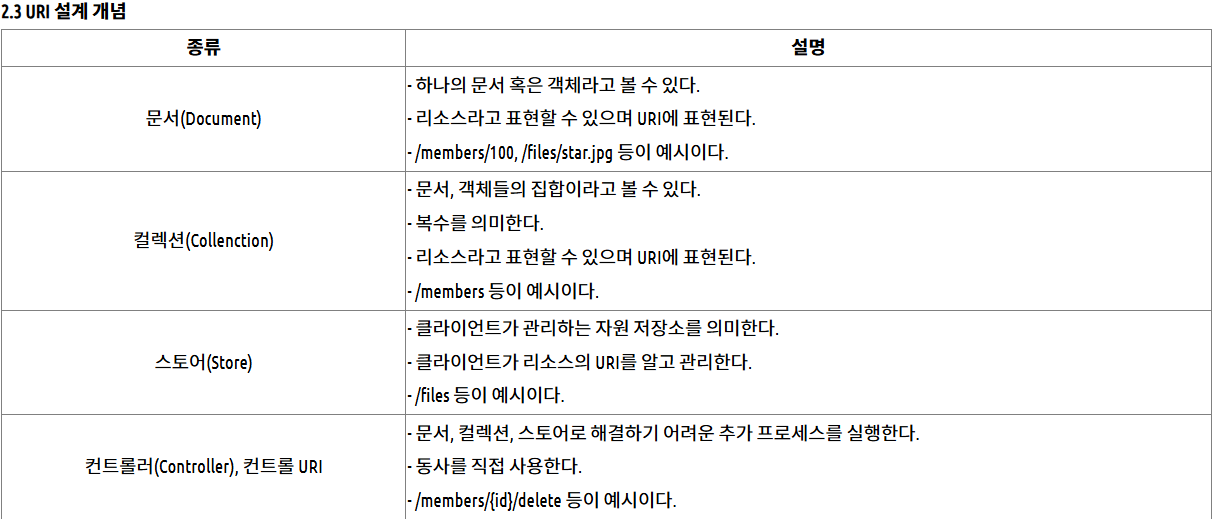 2.3 URI 설계 개념
종류
설명
문서(Document)
- 하나의 문서 혹은 객체라고 볼 수 있다.
- 리소스라고 표현할 수 있으며 URI에 표현된다.
- /members/100, /files/star.jpg 등이 예시이다.
컬렉션(Collenction)
- 문서, 객체들의 집합이라고 볼 수 있다.
- 복수를 의미한다.
- 리소스라고 표현할 수 있으며 URI에 표현된다.
- /members 등이 예시이다.
스토어(Store)
- 클라이언트가 관리하는 자원 저장소를 의미한다.
- 클라이언트가 리소스의 URI를 알고 관리한다.
- /files 등이 예시이다.
컨트롤러(Controller), 컨트롤 URI
- 문서, 컬렉션, 스토어로 해결하기 어려운 추가 프로세스를 실행한다.
- 동사를 직접 사용한다.
- /members/{id}/delete 등이 예시이다.